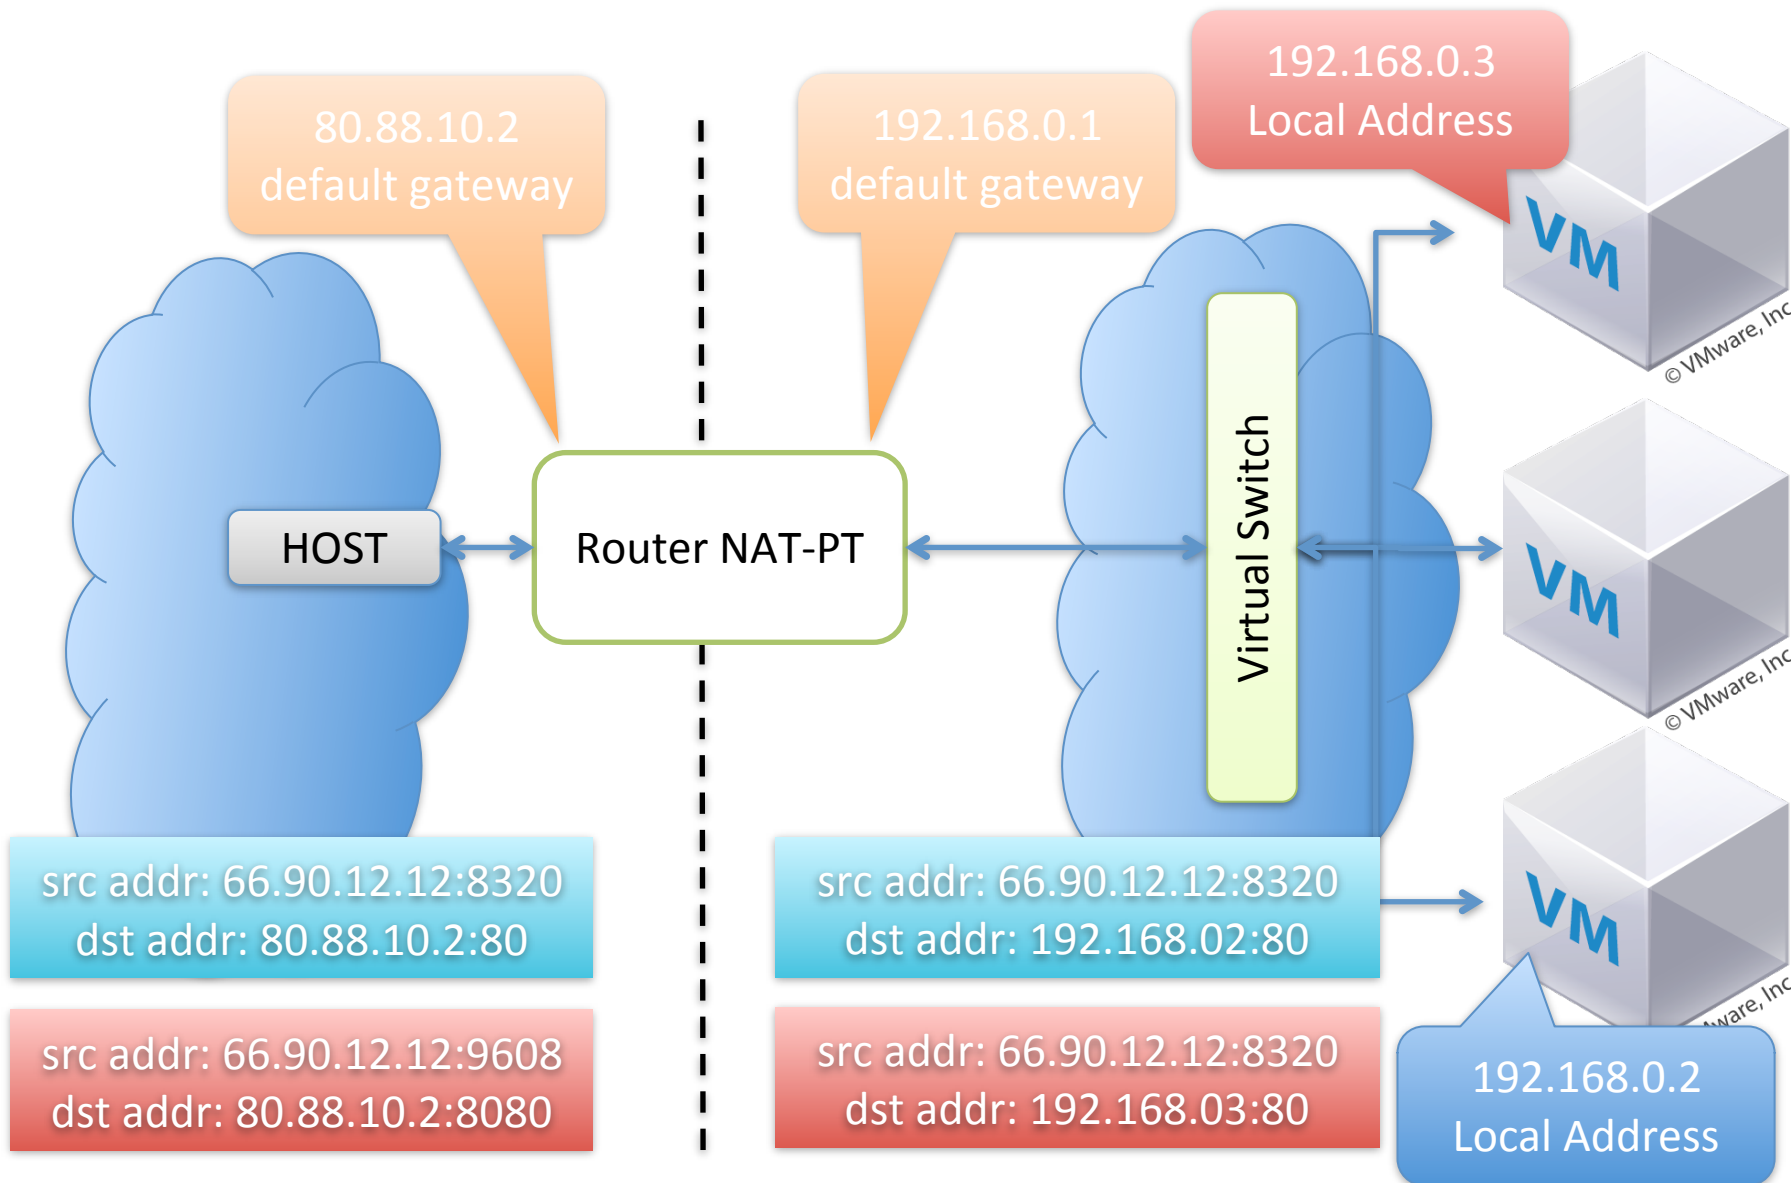 80.88.10.2
default gateway
192.168.0.1
default gateway
192.168.0.3
Local Address
VM
© VMware, Inc
HOST
Router NAT-PT
Virtual Switch
VM
© VMware, Inc
VM
ware, Inc
src addr: 66.90.12.12:8320
dst addr: 80.88.10.2:80
src addr: 66.90.12.12:8320
dst addr: 192.168.02:80
src addr: 66.90.12.12:9608
dst addr: 80.88.10.2:8080
src addr: 66.90.12.12:8320
dst addr: 192.168.03:80
192.168.0.2
Local Address